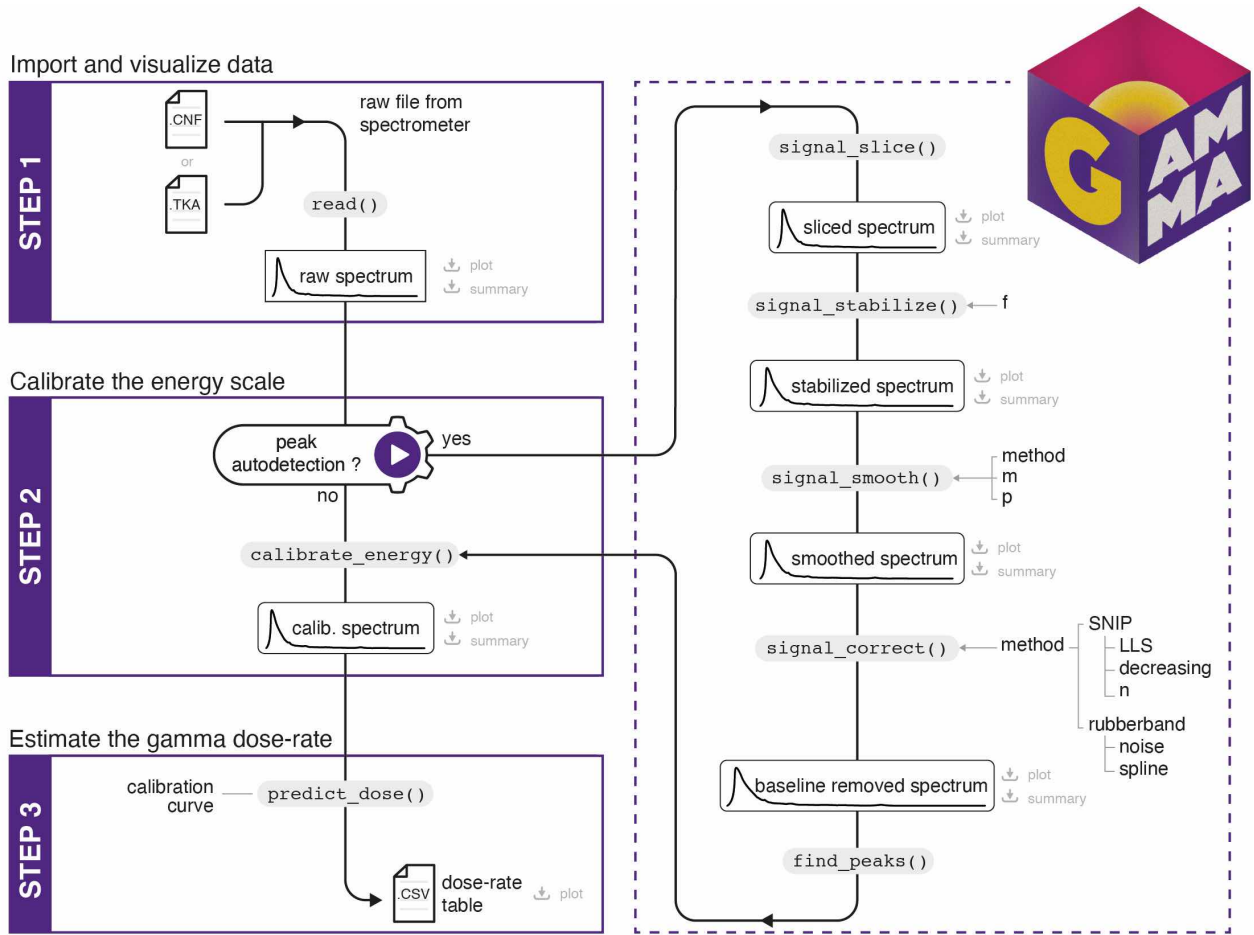 Import and visualize data
STEP 1
.CNF
or
.TKA
raw file from
spectrometer
read()
raw spectrum
plot
summary
Calibrate the energy scale
STEP 2
peak
autodetection ?
yes
no
calibrate_energy()
calib. spectrum
plot
summary
Estimate the gamma dose-rate
STEP 3
calibration
curve
predict_dose()
.CSV
dose-rate
table
plot
signal_slice()
sliced spectrum
plot
summary
signal_stabilize()
f
stabilized spectrum
plot
summary
signal_smooth()
method
m
p
smoothed spectrum
plot
summary
signal_correct()
method
SNIP
LLS
decreasing
n
rubberband
noise
spline
baseline removed spectrum
plot
summary
find_peaks()
G
AM
MA